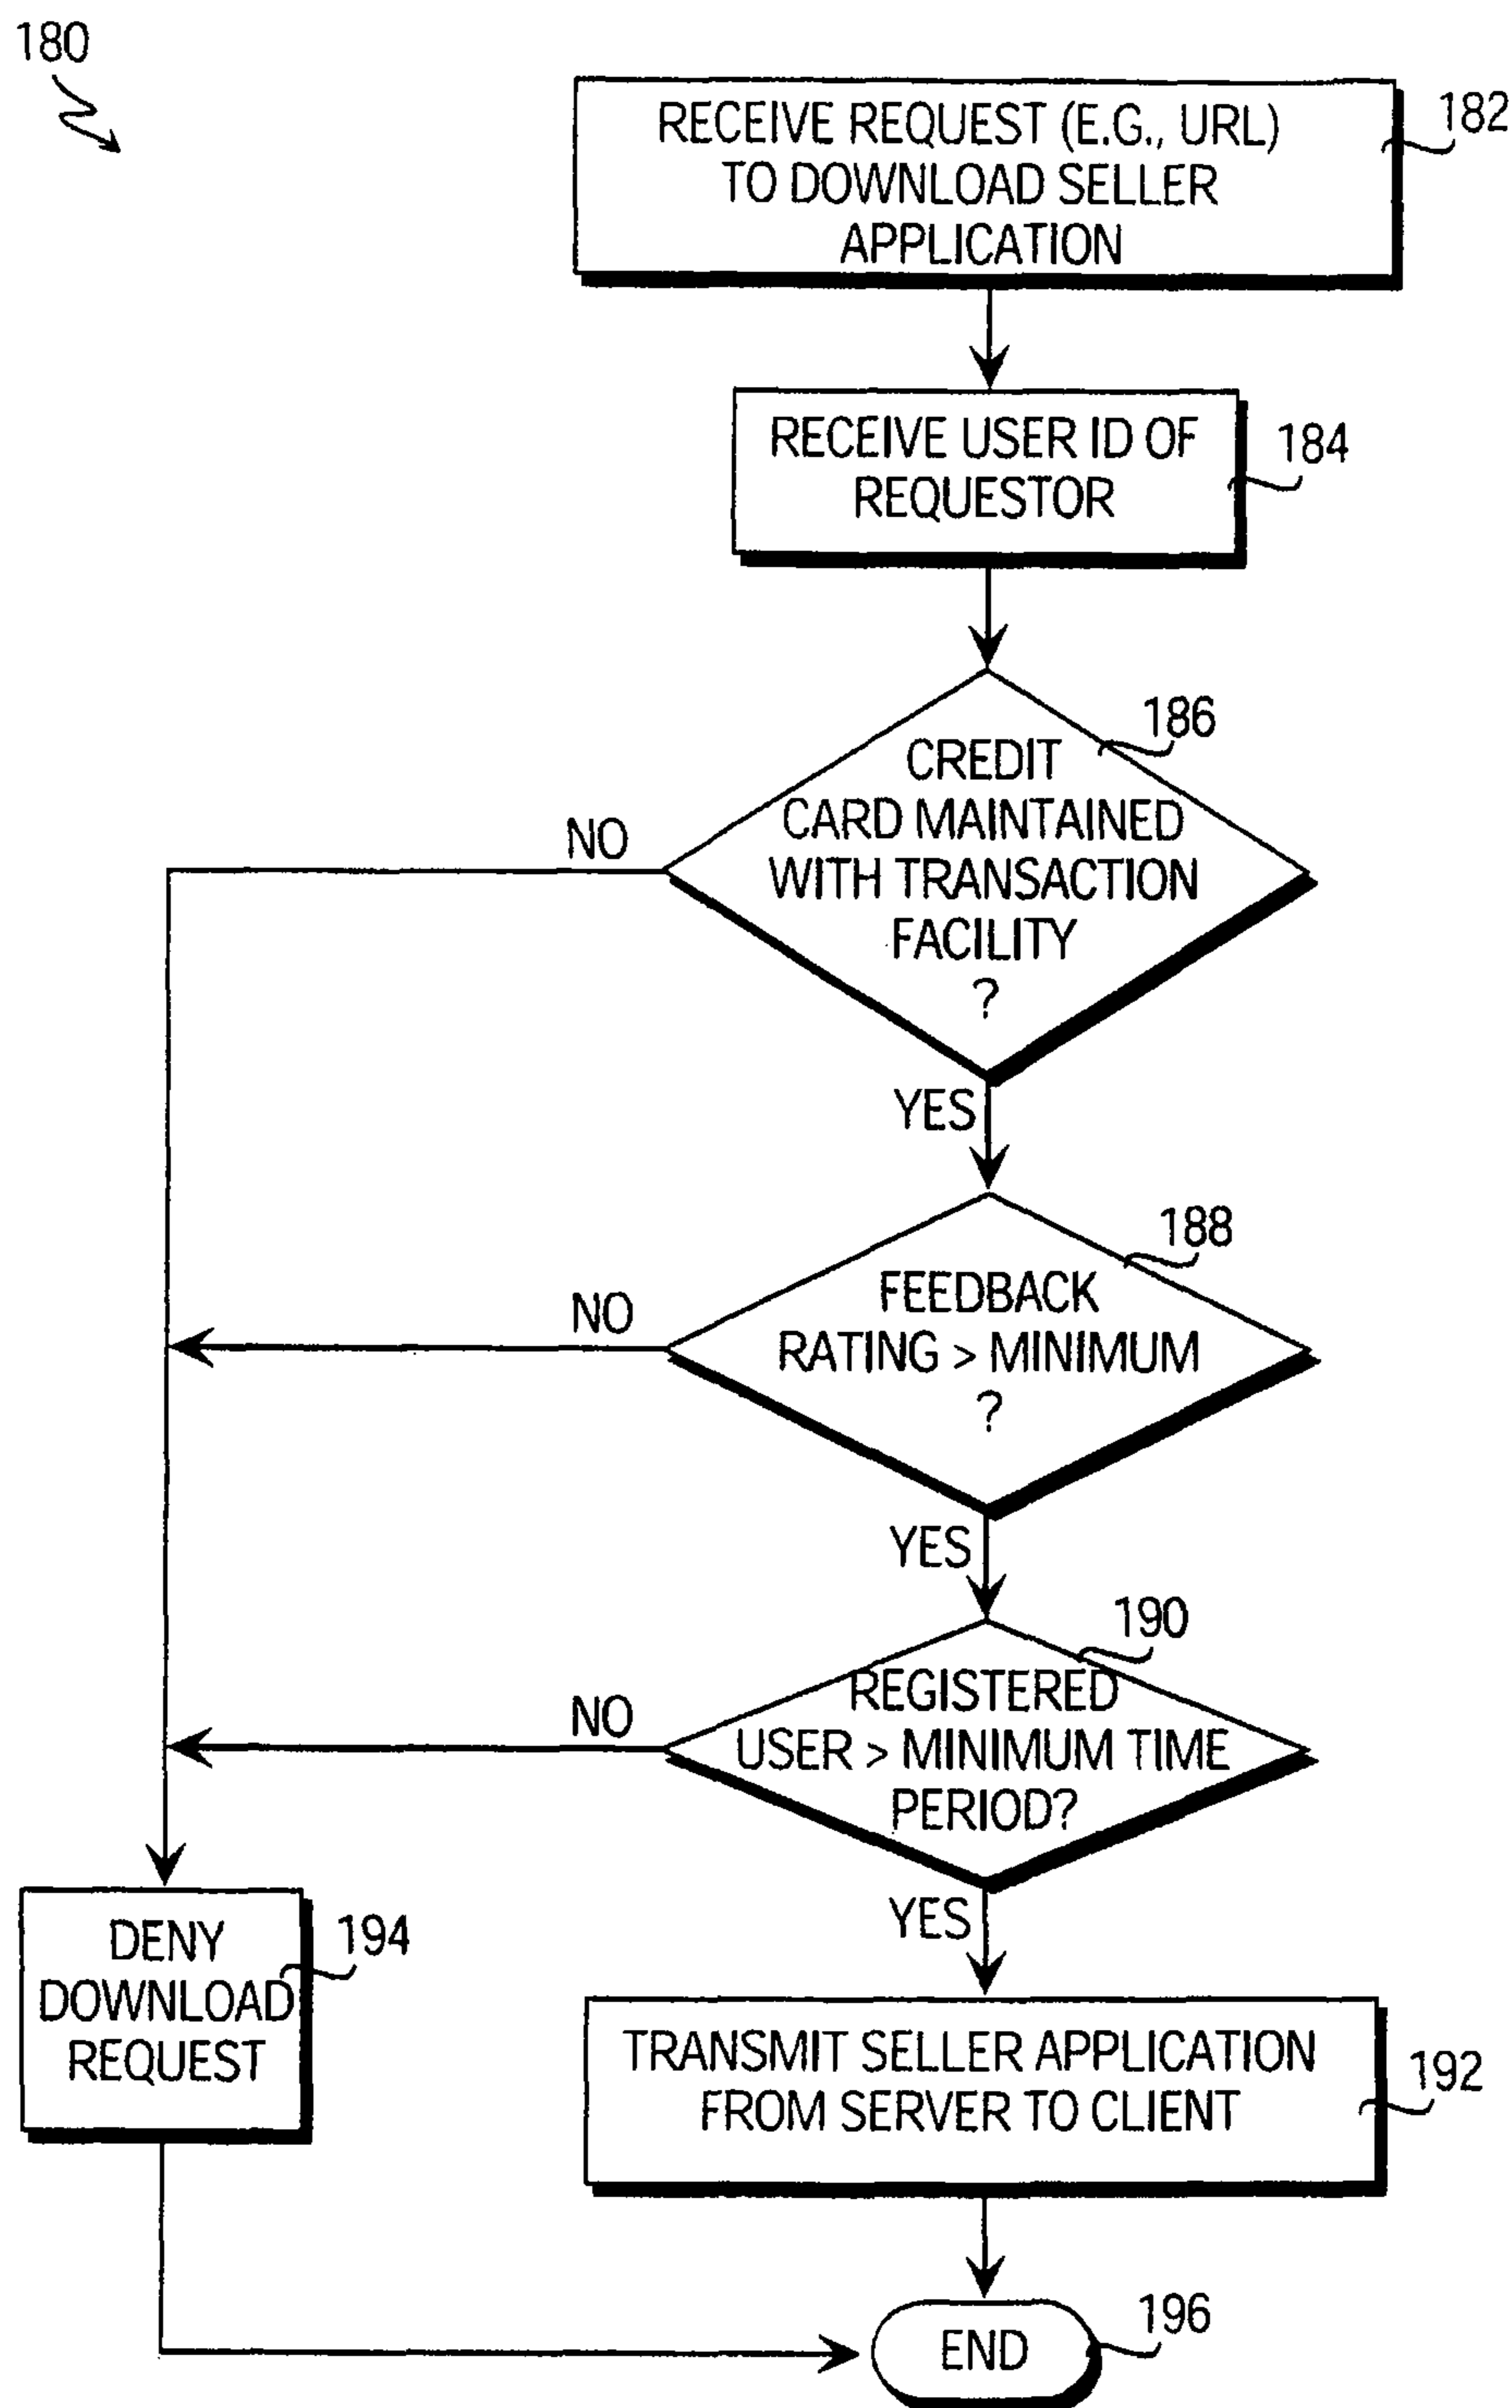 180
RECEIVE REQUEST (E.G., URL)
TO DOWNLOAD SELLER
APPLICATION
182
RECEIVE USER ID OF
REQUESTOR
184
186
CREDIT
CARD MAINTAINED
WITH TRANSACTION
FACILITY
?
NO
YES
188
FEEDBACK
RATING > MINIMUM
?
NO
YES
190
REGISTERED
USER > MINIMUM TIME
PERIOD?
NO
YES
DENY
DOWNLOAD
REQUEST
194
TRANSMIT SELLER APPLICATION
FROM SERVER TO CLIENT
192
END
196